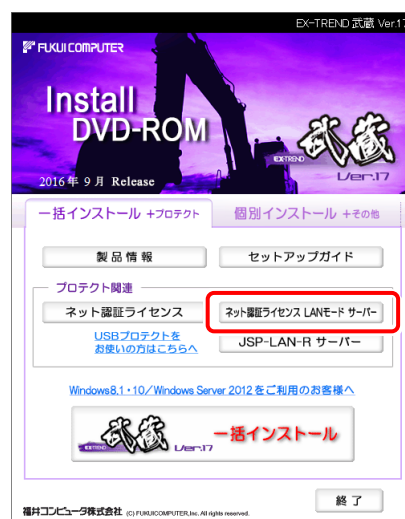 EX-TREND 武蔵 Ver.17
FUKUI COMPUTER
Install
DVD-ROM
EX-TREND 武蔵
Ver.17
2016年 9月 Release
一括インストール +プロテクト
個別インストール +その他
製品情報
セットアップガイド
プロテクト関連
ネット認証ライセンス
ネット認証ライセンス LANモード サーバー
USBプロテクトを
お使いの方はこちらへ
JSP-LAN-R サーバー
Windows8.1・10/Windows Server 2012をご利用のお客様へ
EX-TREND 武蔵 Ver.17
一括インストール
終了
福井コンピュータ株式会社 (C) FUKUICOMPUTER,Inc. All rights reserved.